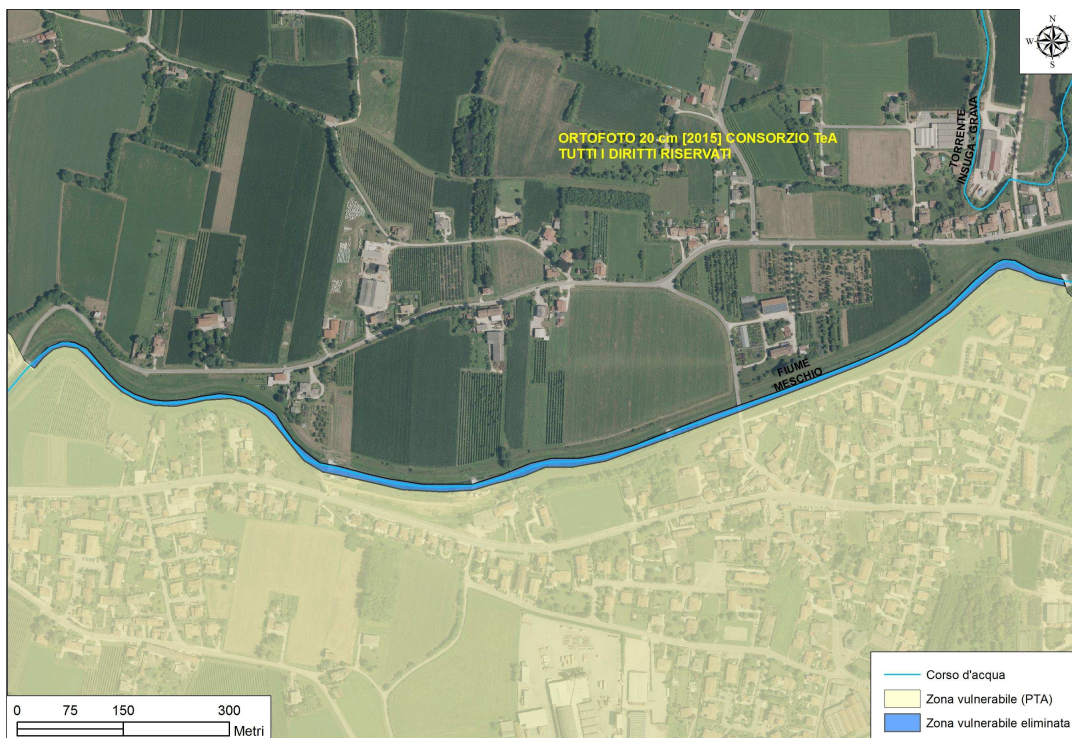 N
W E
S
ORTOFOTO 20 cm [2015] CONSORZIO TeA
TUTTI I DIRITTI RISERVATI
TORRENTE
INSUGA - GRAVA
FIUME
MESCHIO
Corso d'acqua
Zona vulnerabile (PTA)
Zona vulnerabile eliminata
0 75 150 300
Metri